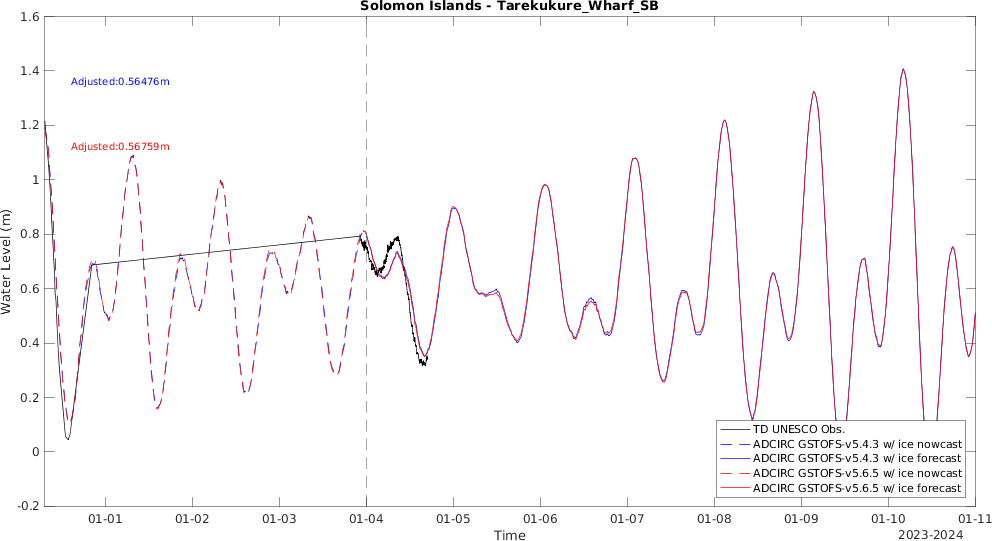 Solomon Islands - Tarekukure_Wharf_SB
1.6
1.4
1.2
1
0.8
0.6
0.4
0.2
0
-0.2
Water Level (m)
Adjusted:0.56476m
Adjusted:0.56759m
TD UNESCO Obs.
ADCIRC GSTOFS-v5.4.3 w/ ice nowcast
ADCIRC GSTOFS-v5.4.3 w/ ice forecast
ADCIRC GSTOFS-v5.6.5 w/ ice nowcast
ADCIRC GSTOFS-v5.6.5 w/ ice forecast
01-01 01-02 01-03 01-04 01-05 01-06 01-07 01-08 01-09 01-10 01-11
Time
2023-2024